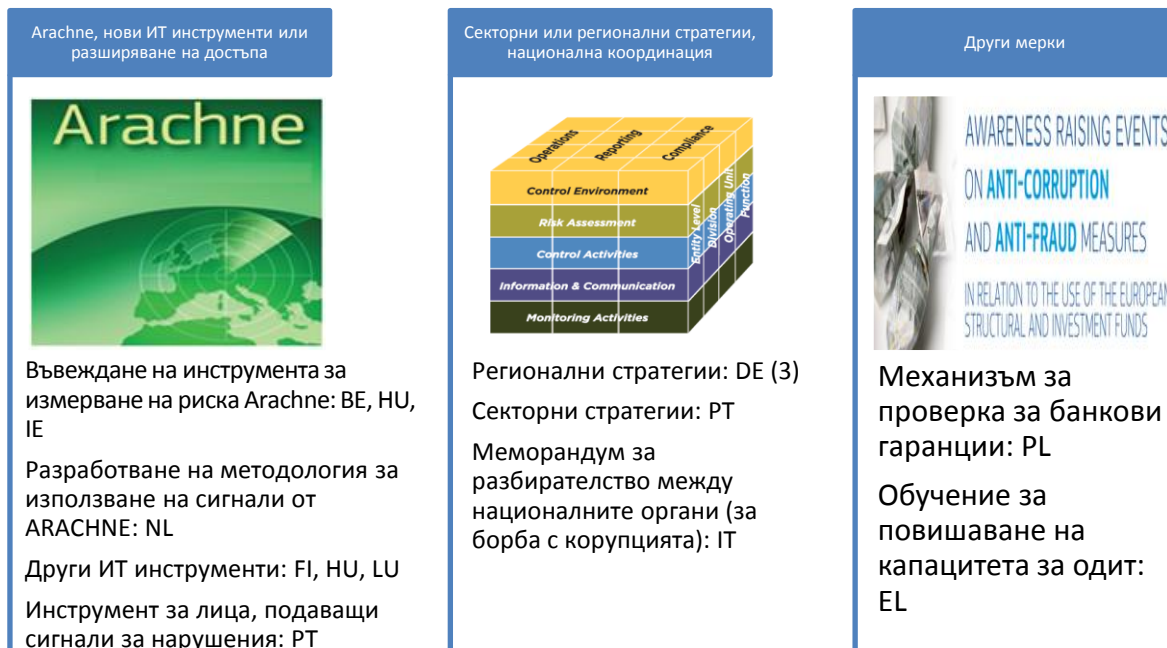 Arachne, нови ИТ инструменти или
разширяване на достъпа
Arachne
Въвеждане на инструмента за
измерване на риска Arachne: BE, HU,
IE
Разработване на методология за
използване на сигнали от
ARACHNE: NL
Други ИТ инструменти: FI, HU, LU
Инструмент за лица, подаващи
сигнали за нарушения: PT
Секторни или регионални стратегии,
национална координация
Operations
Reporting
Compliance
Control Environment
Risk Assessment
Control Activities
Information & Communication
Monitoring Activities
Entity Level
Division
Operating Unit
Function
Регионални стратегии: DE (3)
Секторни стратегии: PT
Меморандум за
разбирателство между
националните органи (за
борба с корупцията): IT
Други мерки
AWARENESS RAISING EVENTS
ON ANTI-CORRUPTION
AND ANTI-FRAUD MEASURES
IN RELATION TO THE USE OF THE EUROPEAN
STRUCTURAL AND INVESTMENT FUNDS
Механизъм за
проверка за банкови
гаранции: PL
Обучение за
повишаване на
капацитета за одит:
EL